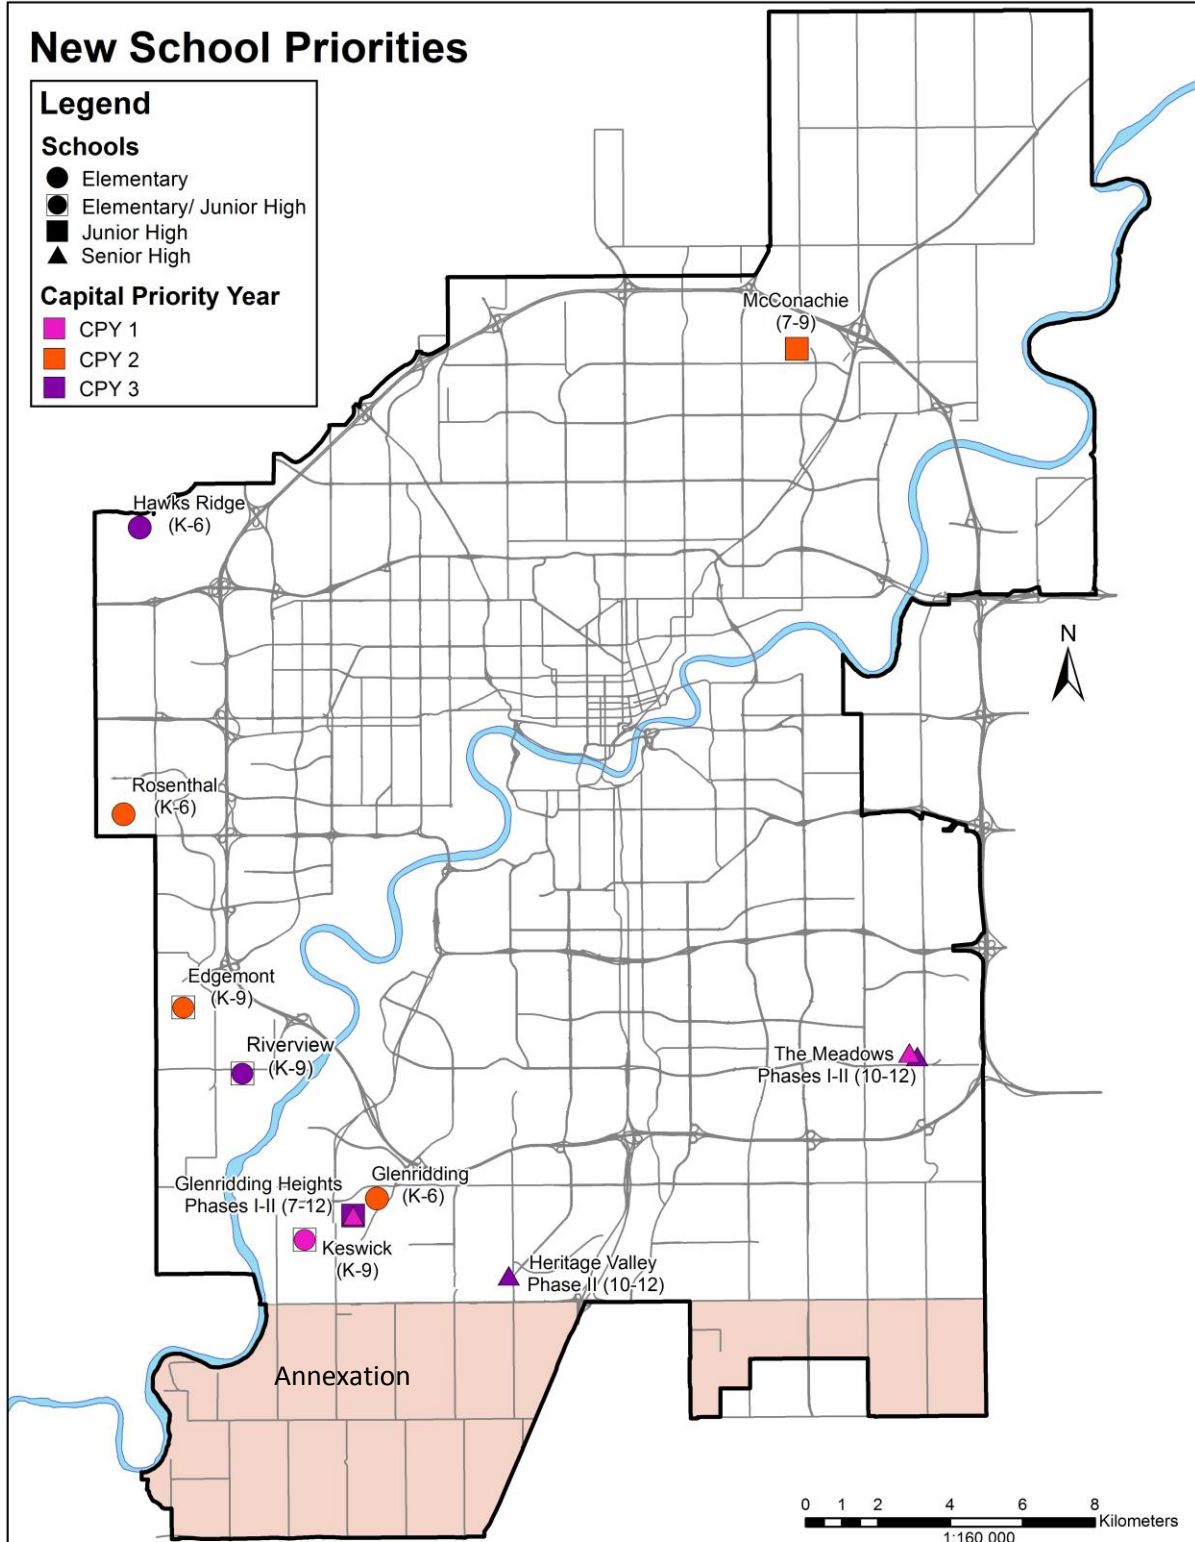 New School Priorities
Legend
Schools
Elementary
Elementary/ Junior High
Junior High
Senior High
Capital Priority Year
CPY 1
CPY 2
CPY 3
McConachie
(7-9)
Hawks Ridge
(K-6)
N
Rosenthal
(K-6)
Edgemont
(K-9)
Riverview
(K-9)
The Meadows
Phases I-II (10-12)
Glenridding
(K-6)
Glenridding Heights
Phases I-II (7-12)
Keswick
(K-9)
Heritage Valley
Phase II (10-12)
Annexation
0 1 2 4 6 8
Kilometers
1:160 000